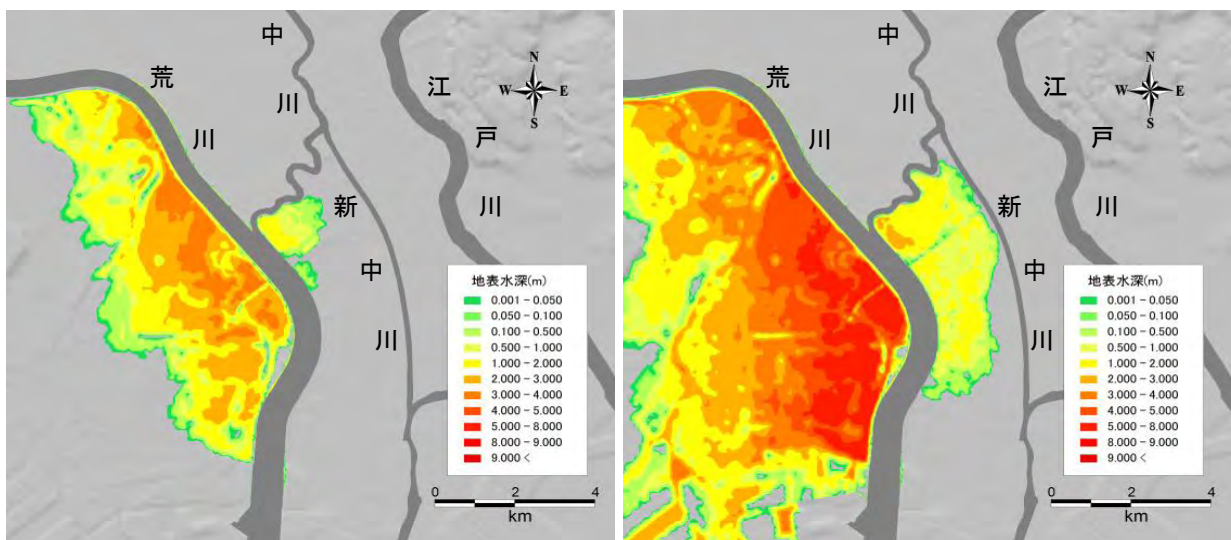 中
川
荒
川
江
戸
川
新
中
川
N
W E
S
地表水深(m)
0.001 - 0.050
0.050 - 0.100
0.100 - 0.500
0.500 - 1.000
1.000 - 2.000
2.000 - 3.000
3.000 - 4.000
4.000 - 5.000
5.000 - 8.000
8.000 - 9.000
9.000 <
0 2 4
km
中
川
荒
川
江
戸
川
新
中
川
N
W E
S
地表水深(m)
0.001 - 0.050
0.050 - 0.100
0.100 - 0.500
0.500 - 1.000
1.000 - 2.000
2.000 - 3.000
3.000 - 4.000
4.000 - 5.000
5.000 - 8.000
8.000 - 9.000
9.000 <
0 2 4
km